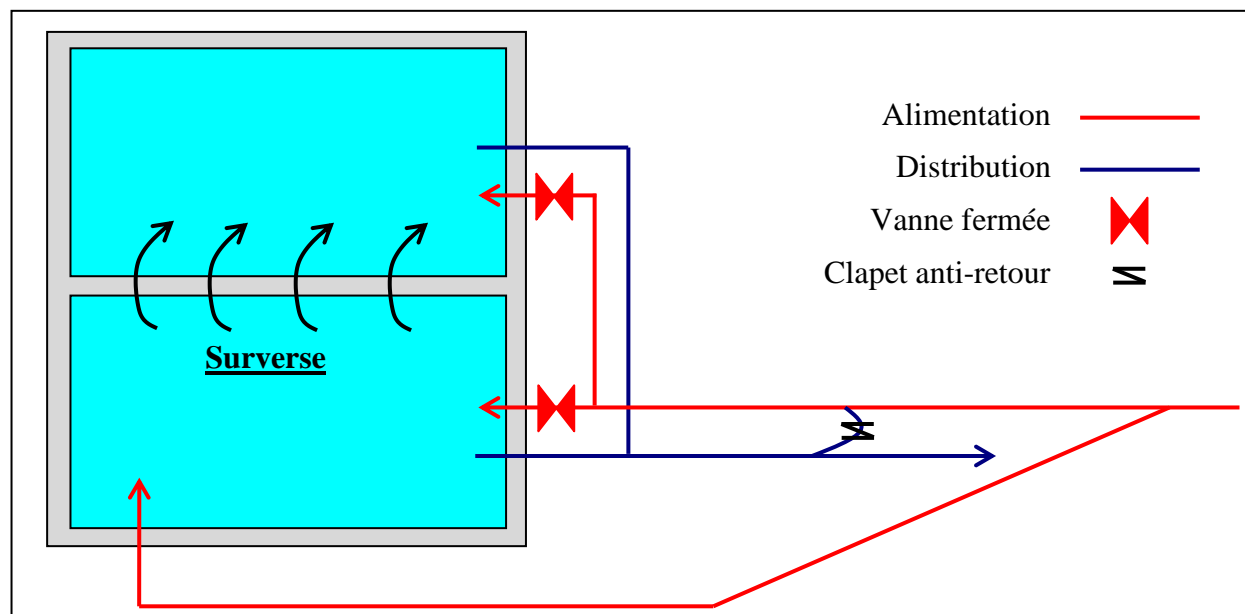 Alimentation
Distribution
Vanne fermée
Clapet anti-retour
Surverse